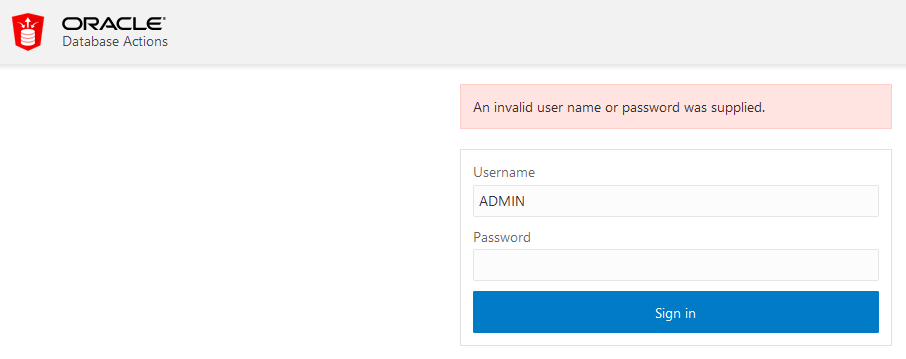 ORACLE
Database Actions
An invalid user name or password was supplied.
Username
ADMIN
Password
Sign in